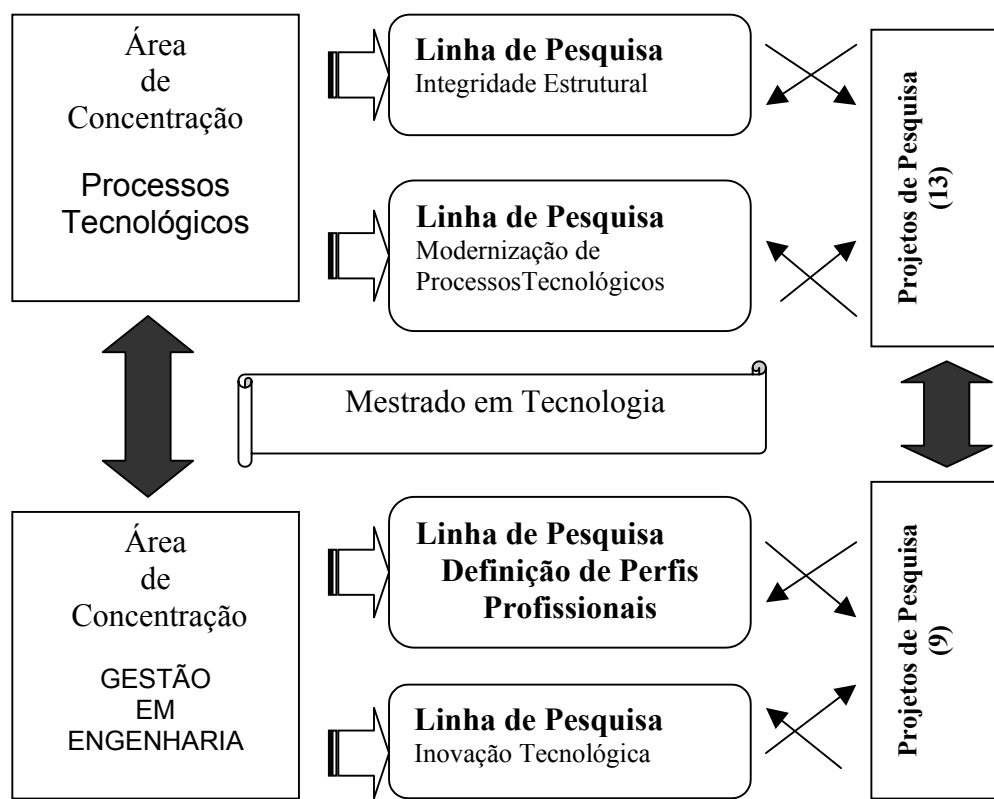 Área
de
Concentração
Processos
Tecnológicos
Linha de Pesquisa
Integridade Estrutural
Linha de Pesquisa
Modernização de
ProcessosTecnológicos
Projetos de Pesquisa
(13)
Mestrado em Tecnologia
Área
de
Concentração
GESTÃO
EM
ENGENHARIA
Linha de Pesquisa
Definição de Perfis
Profissionais
Linha de Pesquisa
Inovação Tecnológica
Projetos de Pesquisa
(9)